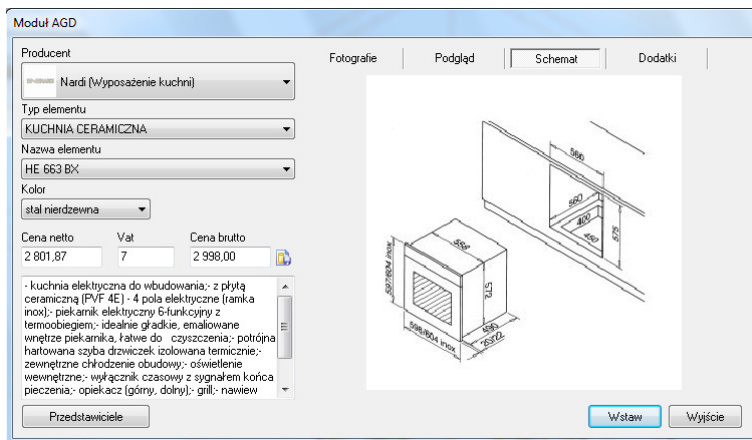 Moduł AGD
Producent
Nardi (Wyposażenie kuchni)
Typ elementu
KUCHNIA CERAMICZNA
Nazwa elementu
HE 663 BX
Kolor
stal nierdzewna
Cena netto Vat Cena brutto
2 801,87 7 2 998,00
- kuchnia elektryczna do wbudowania;- z płytą
ceramiczną (PVF 4E) - 4 pola elektryczne (ramka
inox);- piekarnik elektryczny 6-funkcyjny z
termoobiegiem;- idealnie gładkie, emaliowane
wnętrze piekarnika, łatwe do czyszczenia;- potrójna
hartowana szyba drzwiczek izolowana termicznie;-
zewnętrzne chłodzenie obudowy;- oświetlenie
wewnętrzne;- wyłącznik czasowy z sygnałem końca
pieczenia;- opiekacz (górny, dolny);- grill;- nawiew
Przedstawiciele
Fotografie Podgląd Schemat Dodatki
560
560
400
450
575
558
597/604 inox
572
598/604 inox
Wstaw Wyjście